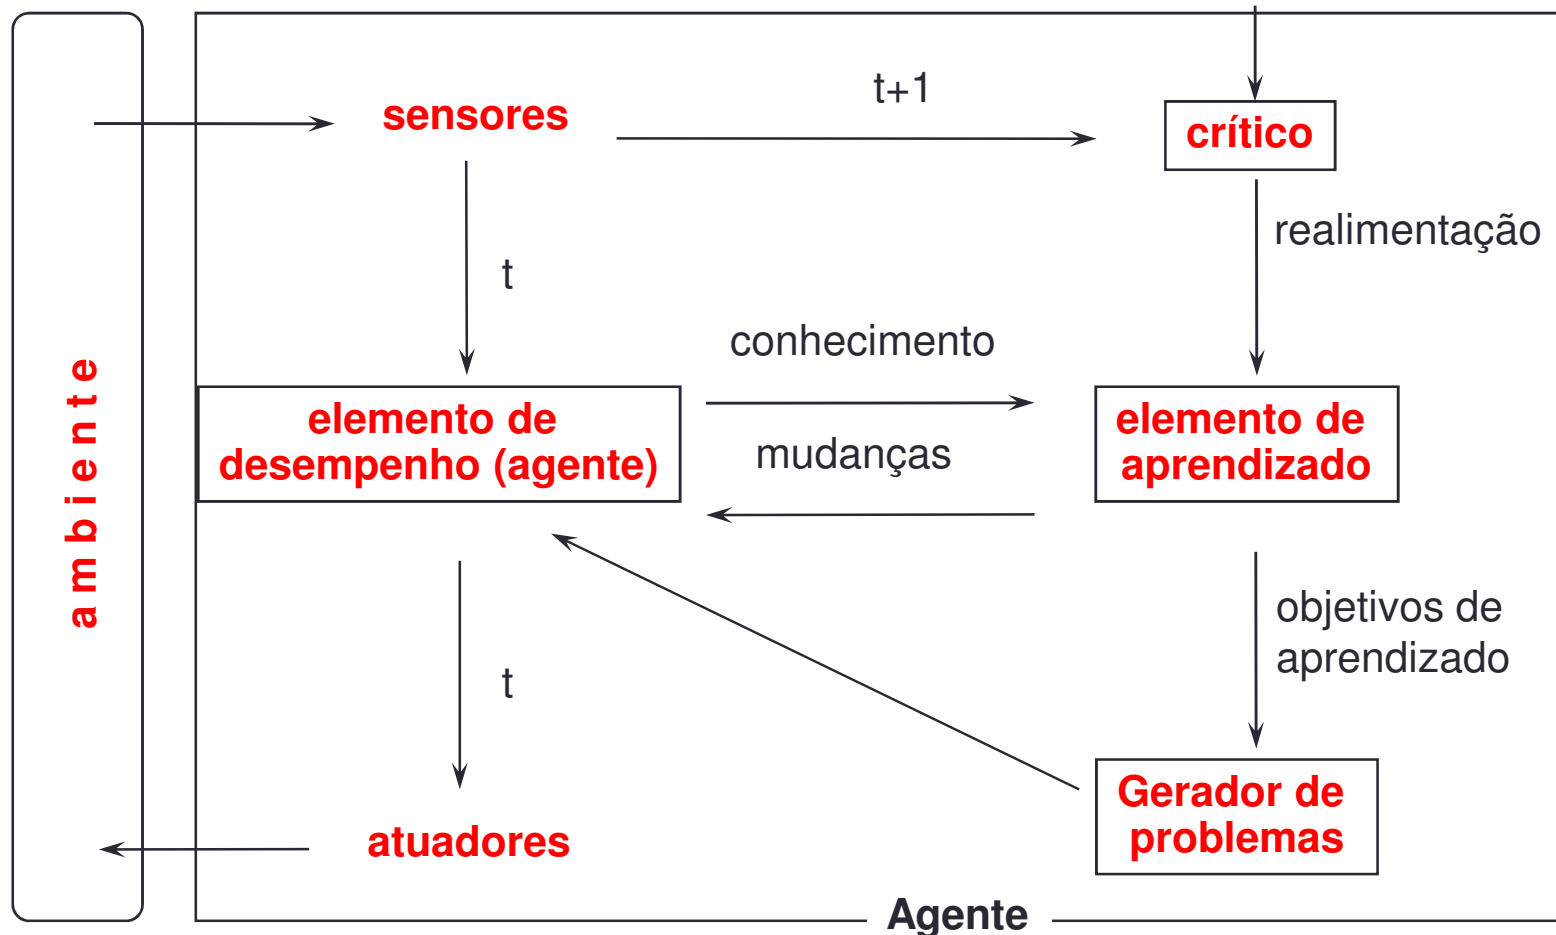 t+1
sensores
crítico
realimentação
t
conhecimento
ambiente
elemento de
desempenho (agente)
mudanças
elemento de
aprendizado
objetivos de
aprendizado
t
Gerador de
problemas
atuadores
Agente